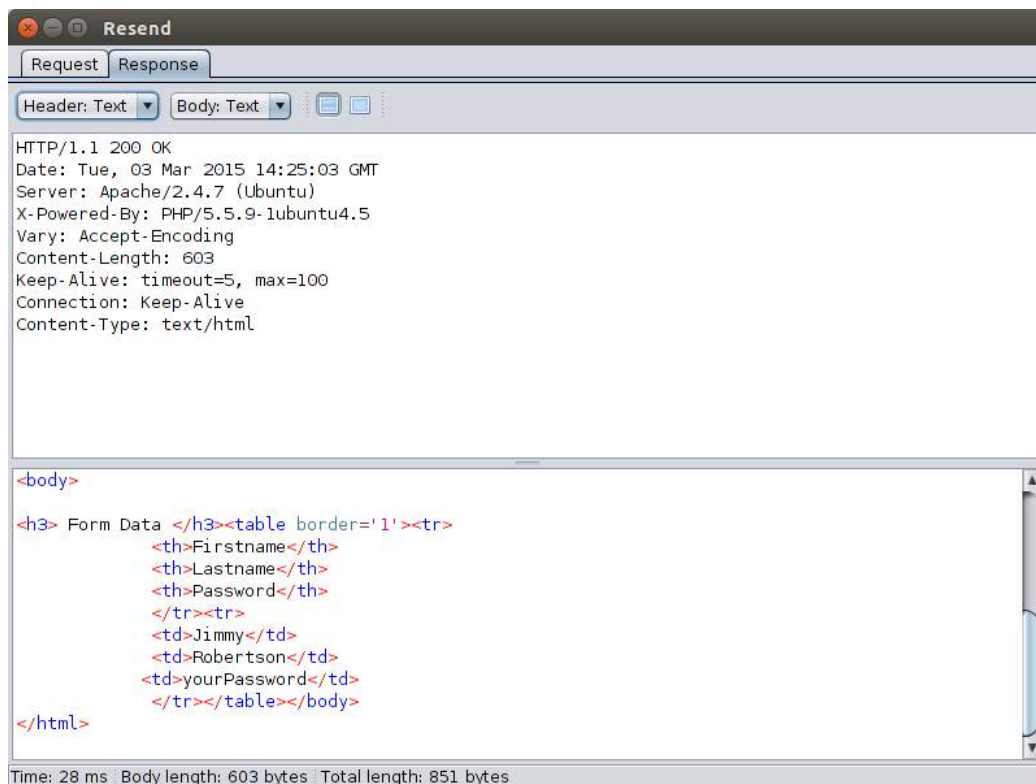 Resend
Request Response
Header: Text Body: Text
HTTP/1.1 200 OK
Date: Tue, 03 Mar 2015 14:25:03 GMT
Server: Apache/2.4.7 (Ubuntu)
X-Powered-By: PHP/5.5.9-1ubuntu4.5
Vary: Accept-Encoding
Content-Length: 603
Keep-Alive: timeout=5, max=100
Connection: Keep-Alive
Content-Type: text/html
<body>
<h3> Form Data </h3><table border='1'><tr>
<th>Firstname</th>
<th>Lastname</th>
<th>Password</th>
</tr><tr>
<td>Jimmy</td>
<td>Robertson</td>
<td>yourPassword</td>
</tr></table></body>
</html>
Time: 28 ms Body length: 603 bytes Total length: 851 bytes